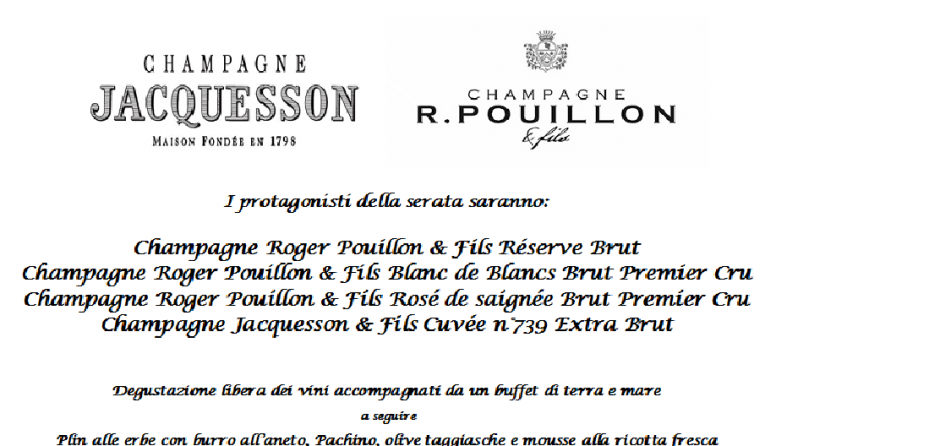 CHAMPAGNE
JACQUESSON
MAISON FONDÉE EN 1798
CHAMPAGNE
R.POUILLON
& fils
I protagonisti della serata saranno:
Champagne Roger Pouillon & Fils Réserve Brut
Champagne Roger Pouillon & Fils Blanc de Blancs Brut Premier Cru
Champagne Roger Pouillon & Fils Rosé de saignée Brut Premier Cru
Champagne Jacquesson & Fils Cuvée n°739 Extra Brut
Degustazione libera dei vini accompagnati da un buffet di terra e mare
a seguire
Plin alle erbe con burro all'aneto, Pachino, olive taggiasche e mousse alla ricotta fresca